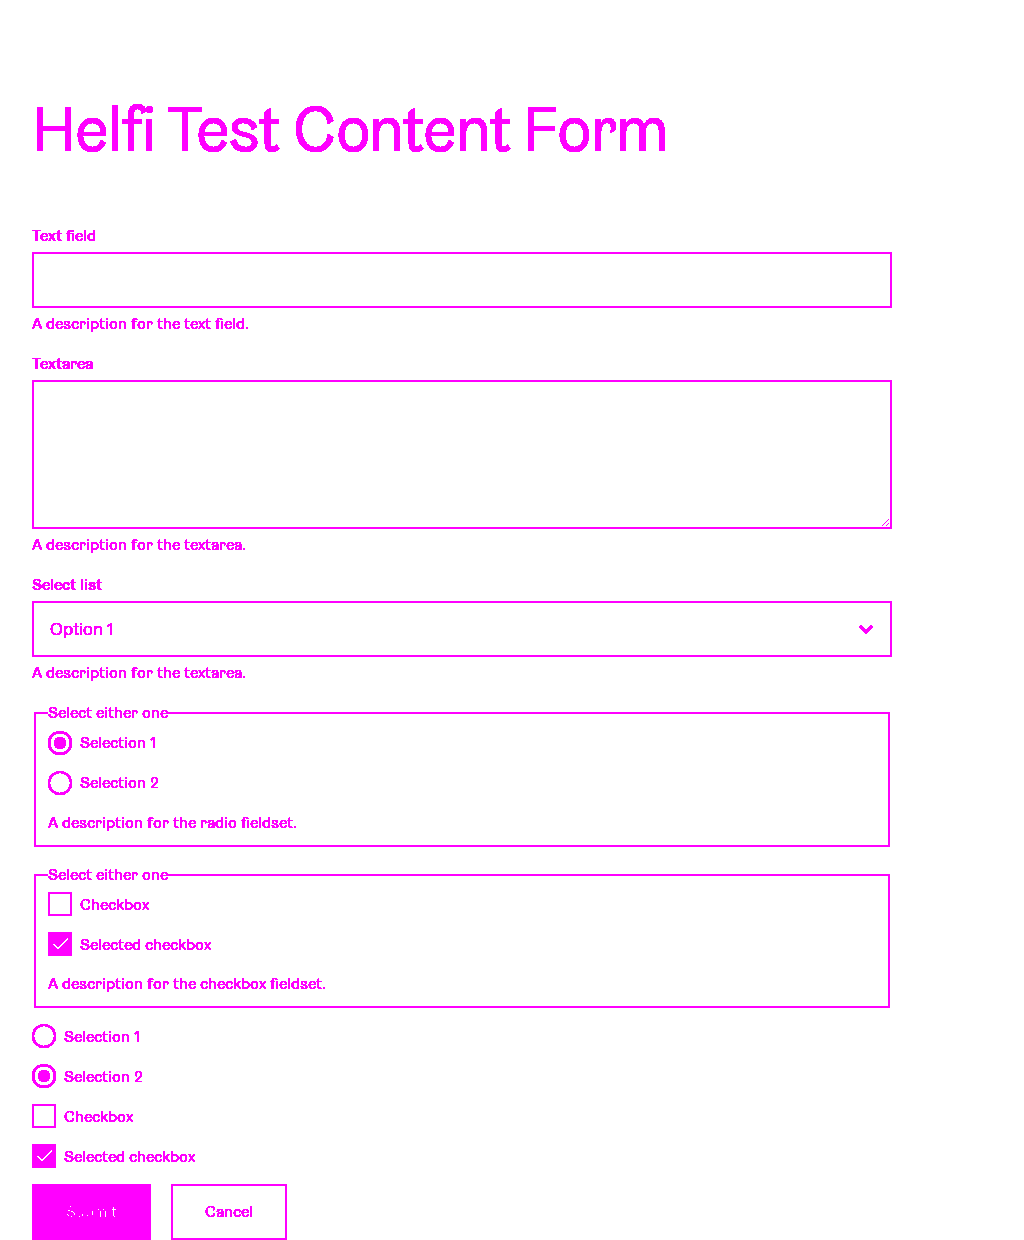 Helfi Test Content Form
Text field
A description for the text field.
Textarea
A description for the textarea.
Select list
Option 1
A description for the textarea.
Select either one
Selection 1
Selection 2
A description for the radio fieldset.
Select either one
Checkbox
Selected checkbox
A description for the checkbox fieldset.
Selection 1
Selection 2
Checkbox
Selected checkbox
Submit
Cancel